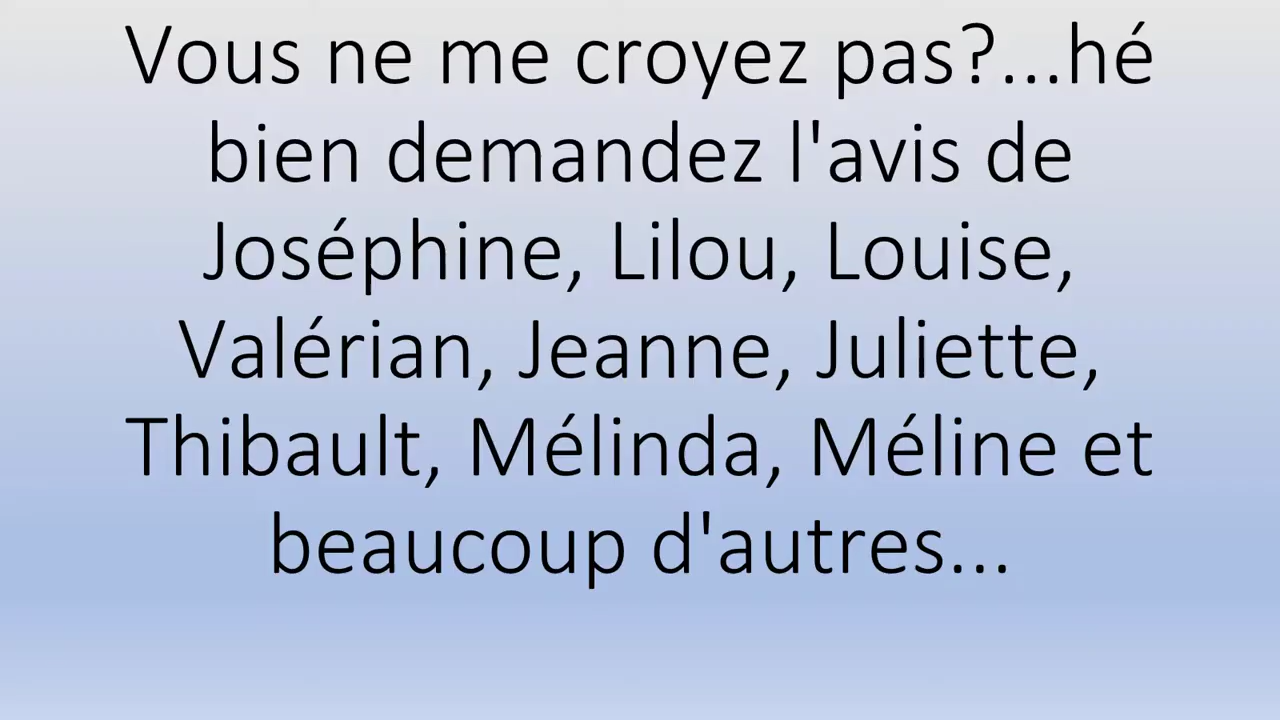 Vous ne me croyez pas?...hé
bien demandez l'avis de
Joséphine, Lilou, Louise,
Valérian, Jeanne, Juliette,
Thibault, Mélinda, Méline et
beaucoup d'autres...